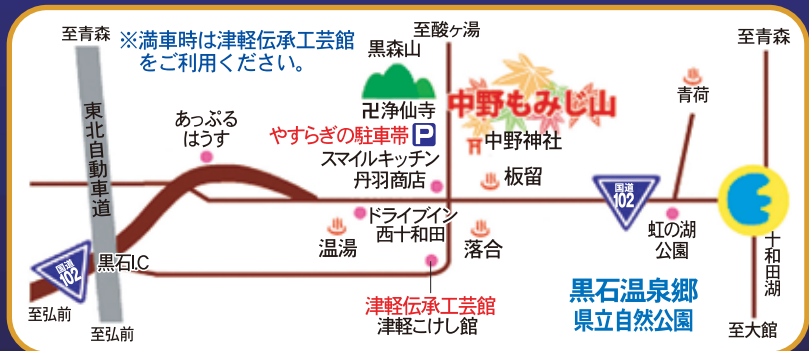 至青森
※満車時は津軽伝承工芸館
をご利用ください。
至酸ヶ湯
至青森
黒森山
中野もみじ山
青荷
東北自動車道
あっぷる
はうす
卍浄仙寺
やすらぎの駐車帯 P
中野神社
スマイルキッチン
丹羽商店
板留
国道
102
ドライブイン
西十和田
温湯
落合
虹の湖
公園
十和田湖
国道
102
黒石I.C
津軽伝承工芸館
津軽こけし館
黒石温泉郷
県立自然公園
至弘前
至弘前
至大館